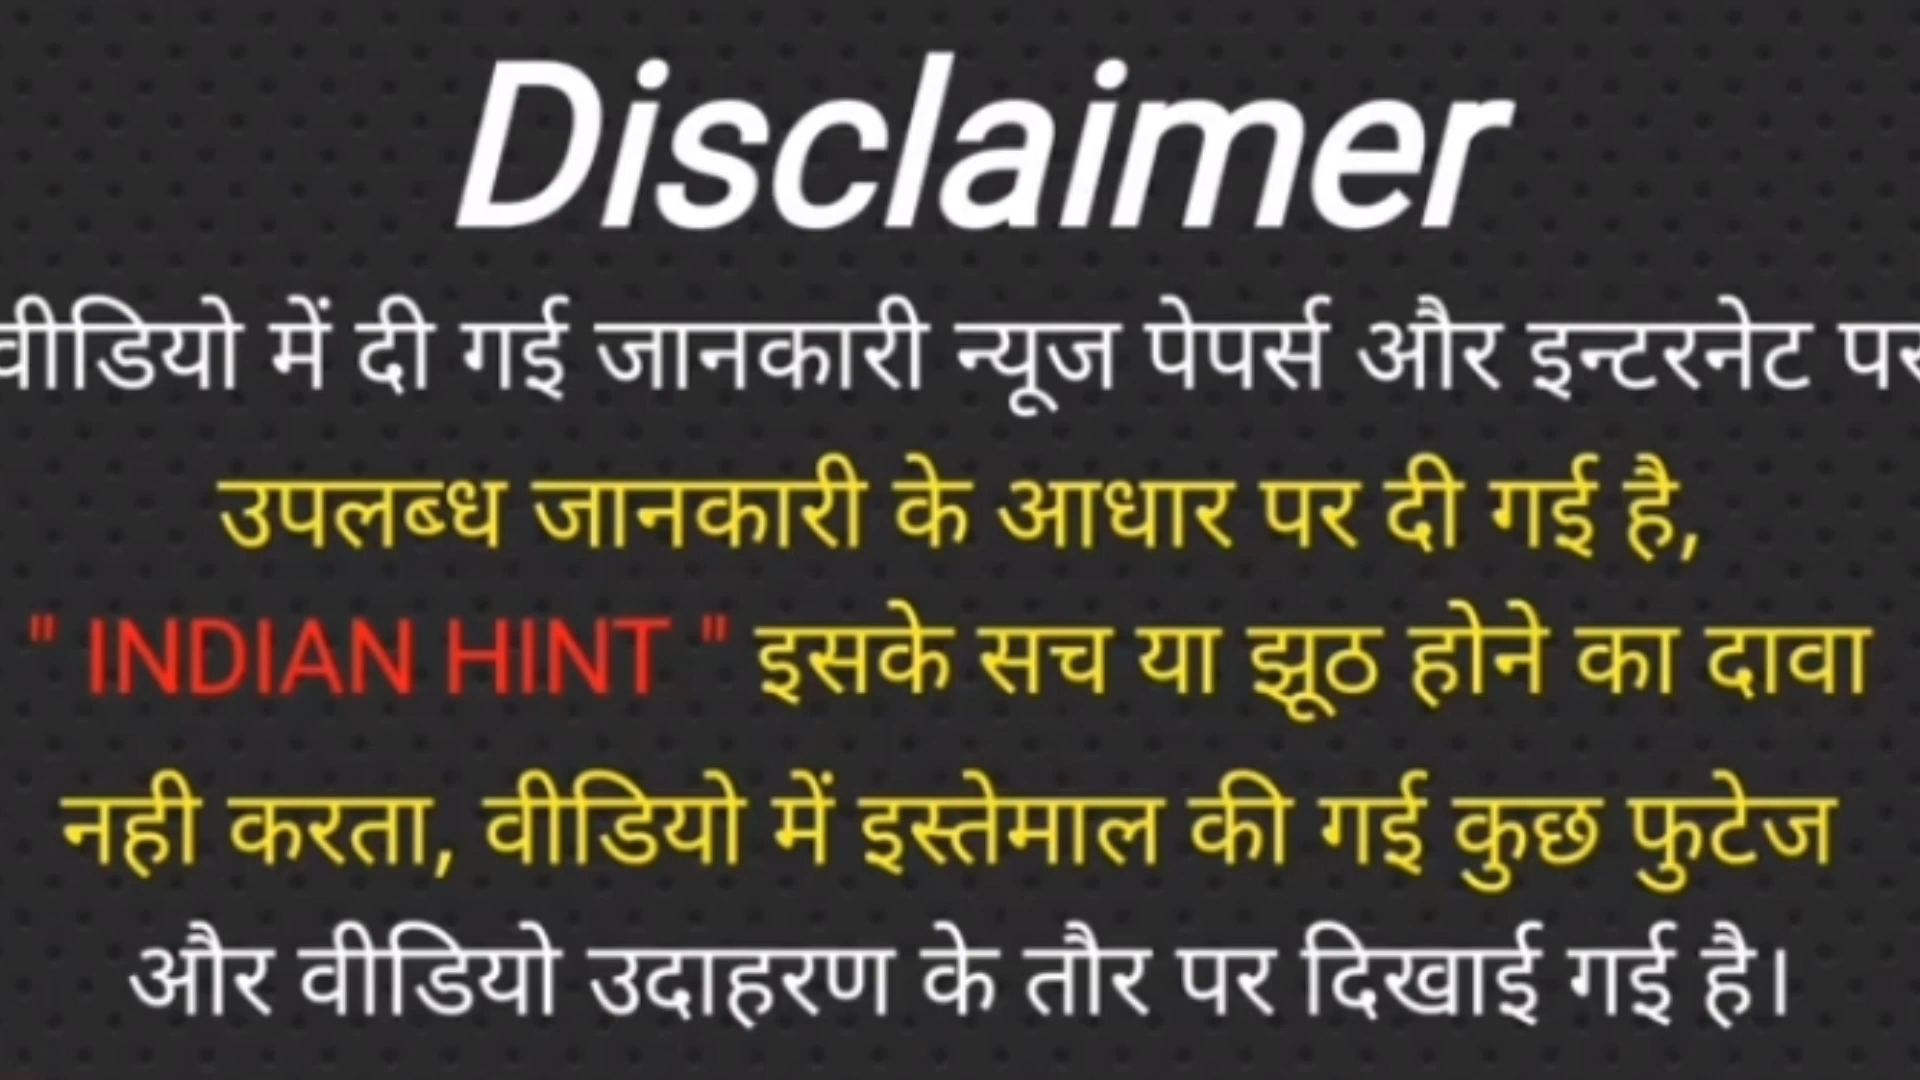 Disclaimer
वीडियो में दी गई जानकारी न्यूज पेपर्स और इन्टरनेट पर
उपलब्ध जानकारी के आधार पर दी गई है,
" INDIAN HINT " इसके सच या झूठ होने का दावा
नही करता, वीडियो में इस्तेमाल की गई कुछ फुटेज
और वीडियो उदाहरण के तौर पर दिखाई गई है।